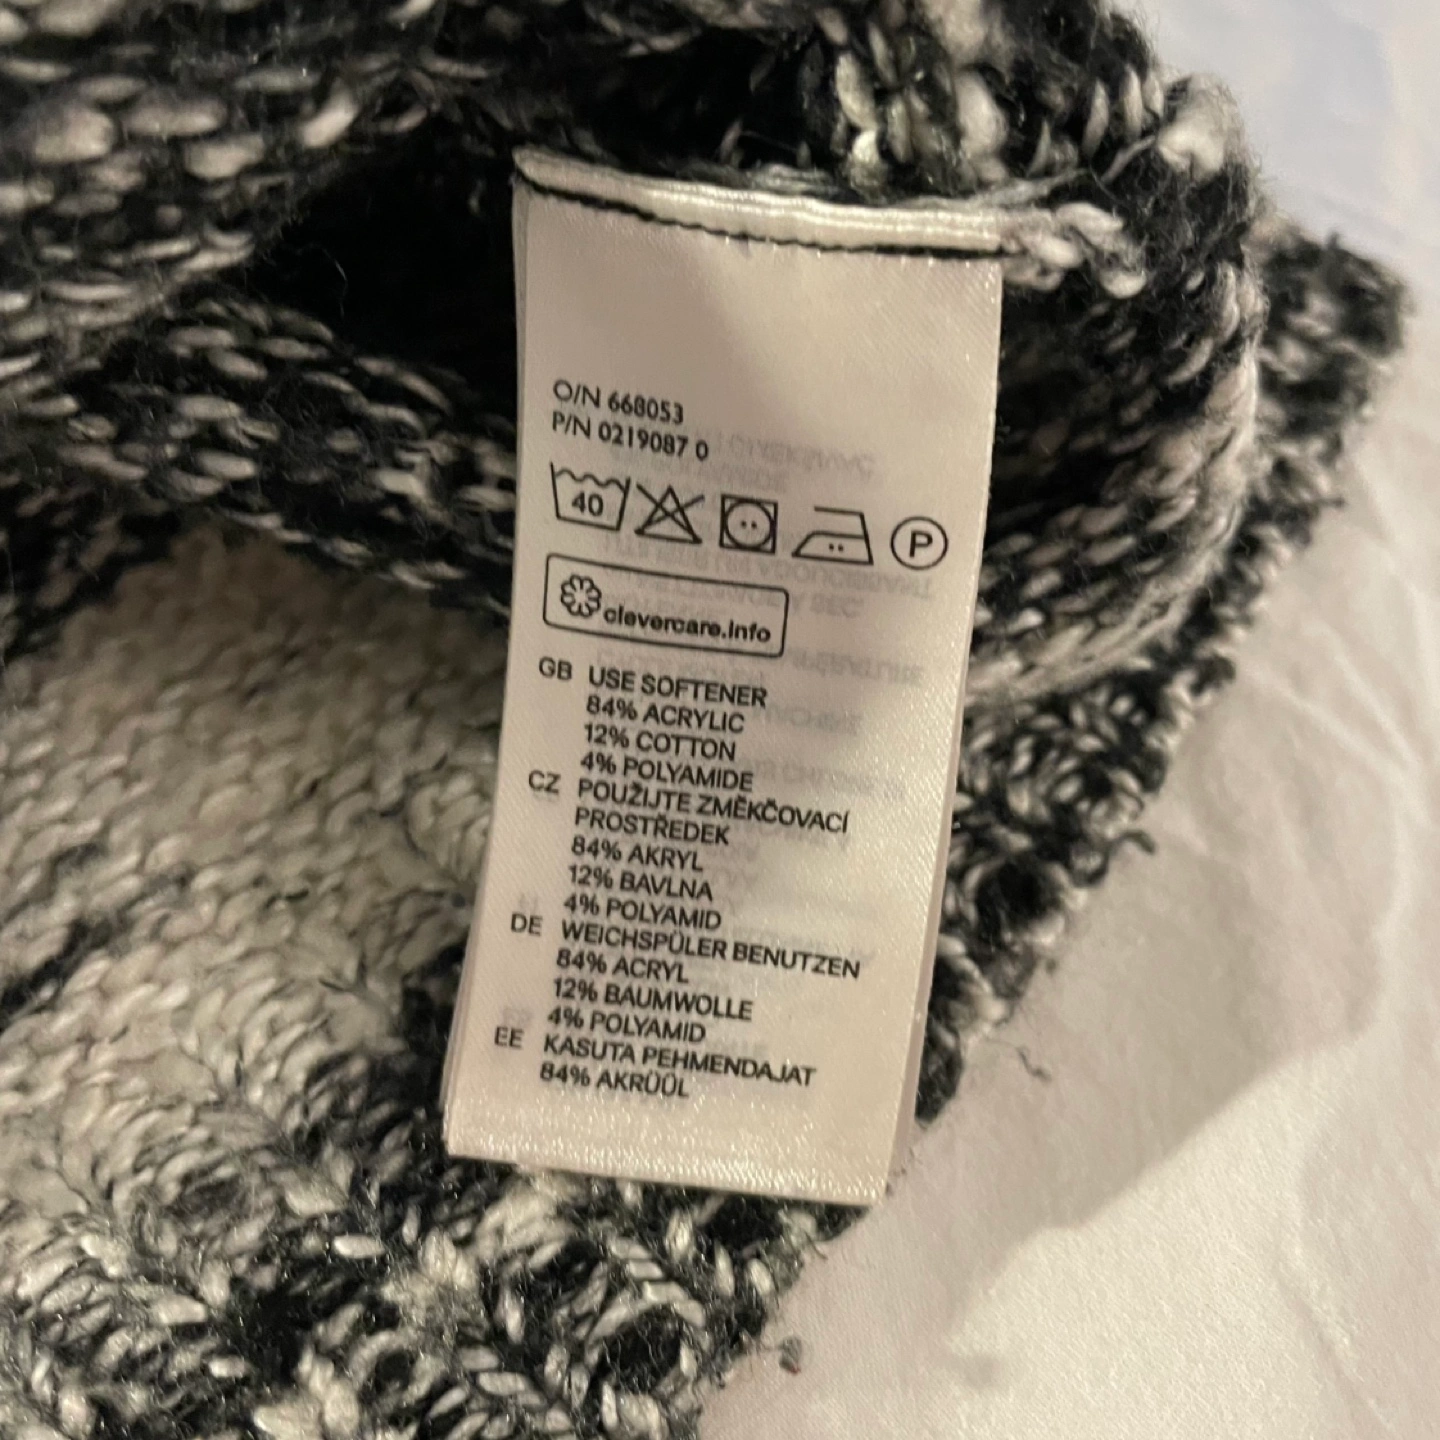 O/N 668053
P/N 0219087 0
40 P
clevercare.info
GB USE SOFTENER
84% ACRYLIC
12% COTTON
4% POLYAMIDE
CZ POUŽIJTE ZMĚKČOVACÍ
PROSTŘEDEK
84% AKRYL
12% BAVLNA
4% POLYAMID
DE WEICHSPÜLER BENUTZEN
84% ACRYL
12% BAUMWOLLE
4% POLYAMID
EE KASUTA PEHMENDAJAT
84% AKRÜÜL